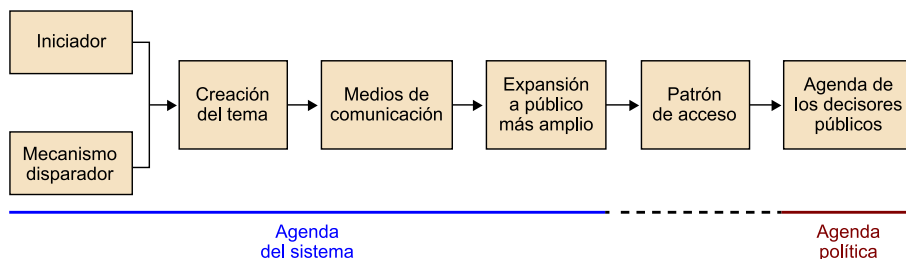 Iniciador
Mecanismo
disparador
Creación
del tema
Medios de
comunicación
Expansión
a público
más amplio
Patrón
de acceso
Agenda de
los decisores
públicos
Agenda
del sistema
Agenda
política